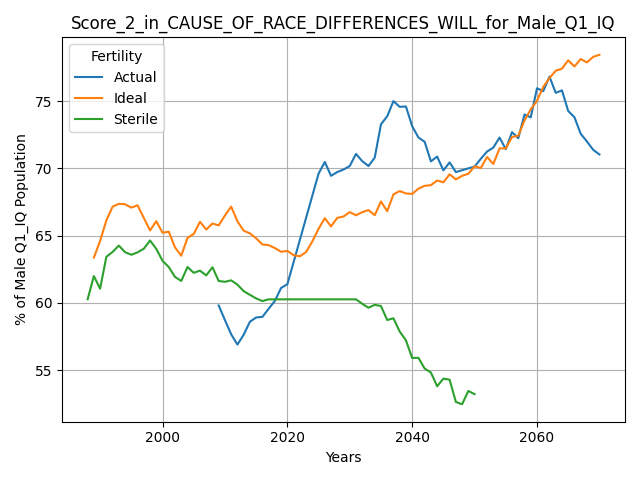 Score_2_in_CAUSE_OF_RACE_DIFFERENCES_WILL_for_Male_Q1_IQ
Fertility
Actual
Ideal
Sterile
% of Male Q1_IQ Population
75
70
65
60
55
2000
2020
2040
2060
Years